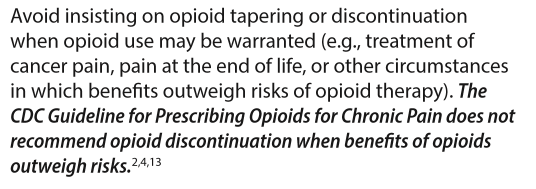 Avoid insisting on opioid tapering or discontinuation
when opioid use may be warranted (e.g., treatment of
cancer pain, pain at the end of life, or other circumstances
in which benefits outweigh risks of opioid therapy). The
CDC Guideline for Prescribing Opioids for Chronic Pain does not
recommend opioid discontinuation when benefits of opioids
outweigh risks.2,4,13